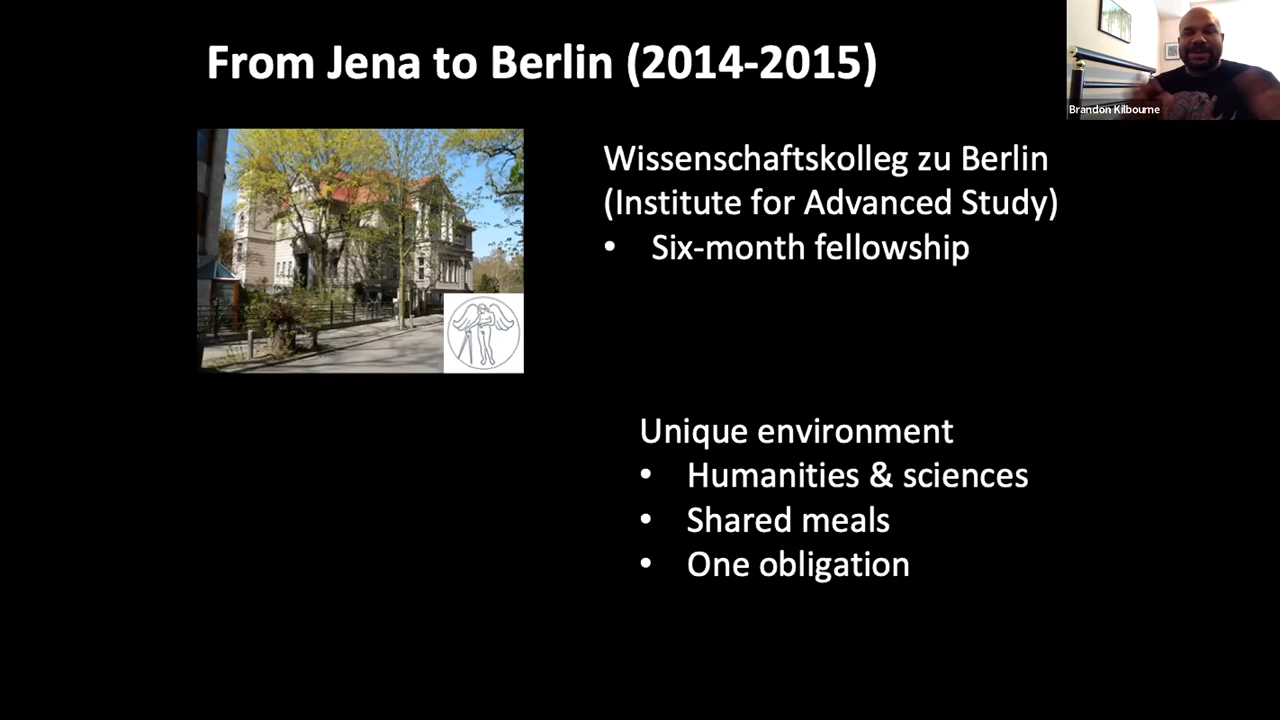 From Jena to Berlin (2014-2015)
Brandon Kilbourne
Wissenschaftskolleg zu Berlin
(Institute for Advanced Study)
• Six-month fellowship
Unique environment
• Humanities & sciences
• Shared meals
• One obligation